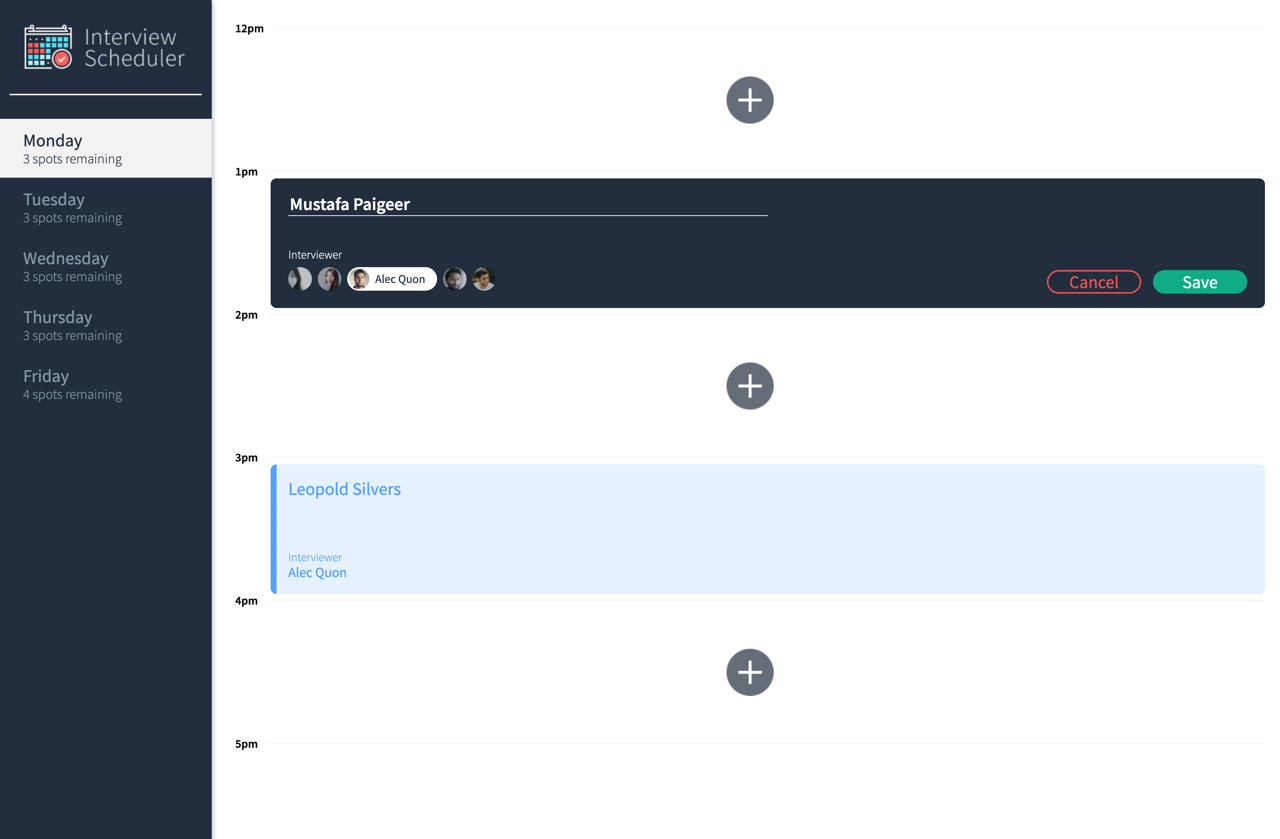 Interview
Scheduler
Monday
3 spots remaining
Tuesday
3 spots remaining
Wednesday
3 spots remaining
Thursday
3 spots remaining
Friday
4 spots remaining
12pm
1pm
Mustafa Paigeer
Interviewer
Alec Quon
Cancel
Save
2pm
3pm
Leopold Silvers
Interviewer
Alec Quon
4pm
5pm